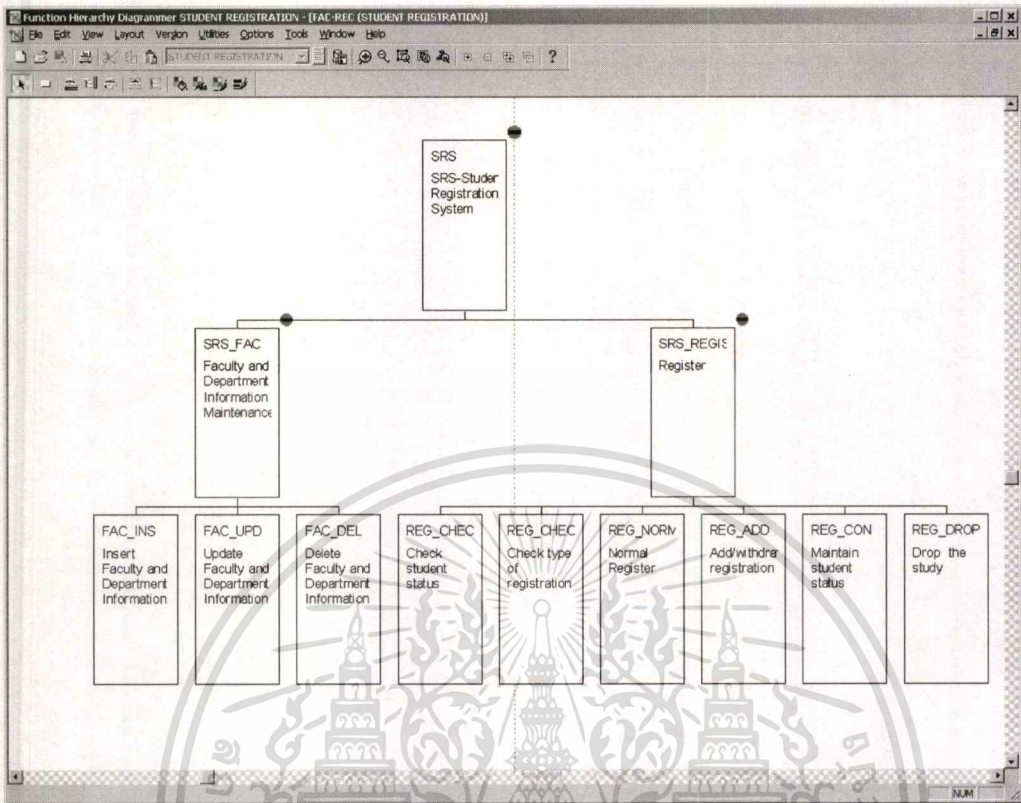 Function Hierarchy Diagrammer STUDENT REGISTRATION - [FAC-REC (STUDENT REGISTRATION)]
File Edit View Layout Version Utilities Options Tools Window Help
STUDENT REGISTRATION
SRS
SRS-Studer
Registration
System
SRS_FAC
Faculty and
Department
Information
Maintenance
SRS_REGIS
Register
FAC_INS
Insert
Faculty and
Department
Information
FAC_UPD
Update
Faculty and
Department
Information
FAC_DEL
Delete
Faculty and
Department
Information
REG_CHEC
Check
student
status
REG_CHEC
Check type
of
registration
REG_NORM
Normal
Register
REG_ADD
Add/withdra
registration
REG_CON
Maintain
student
status
REG_DROP
Drop the
study
NUM